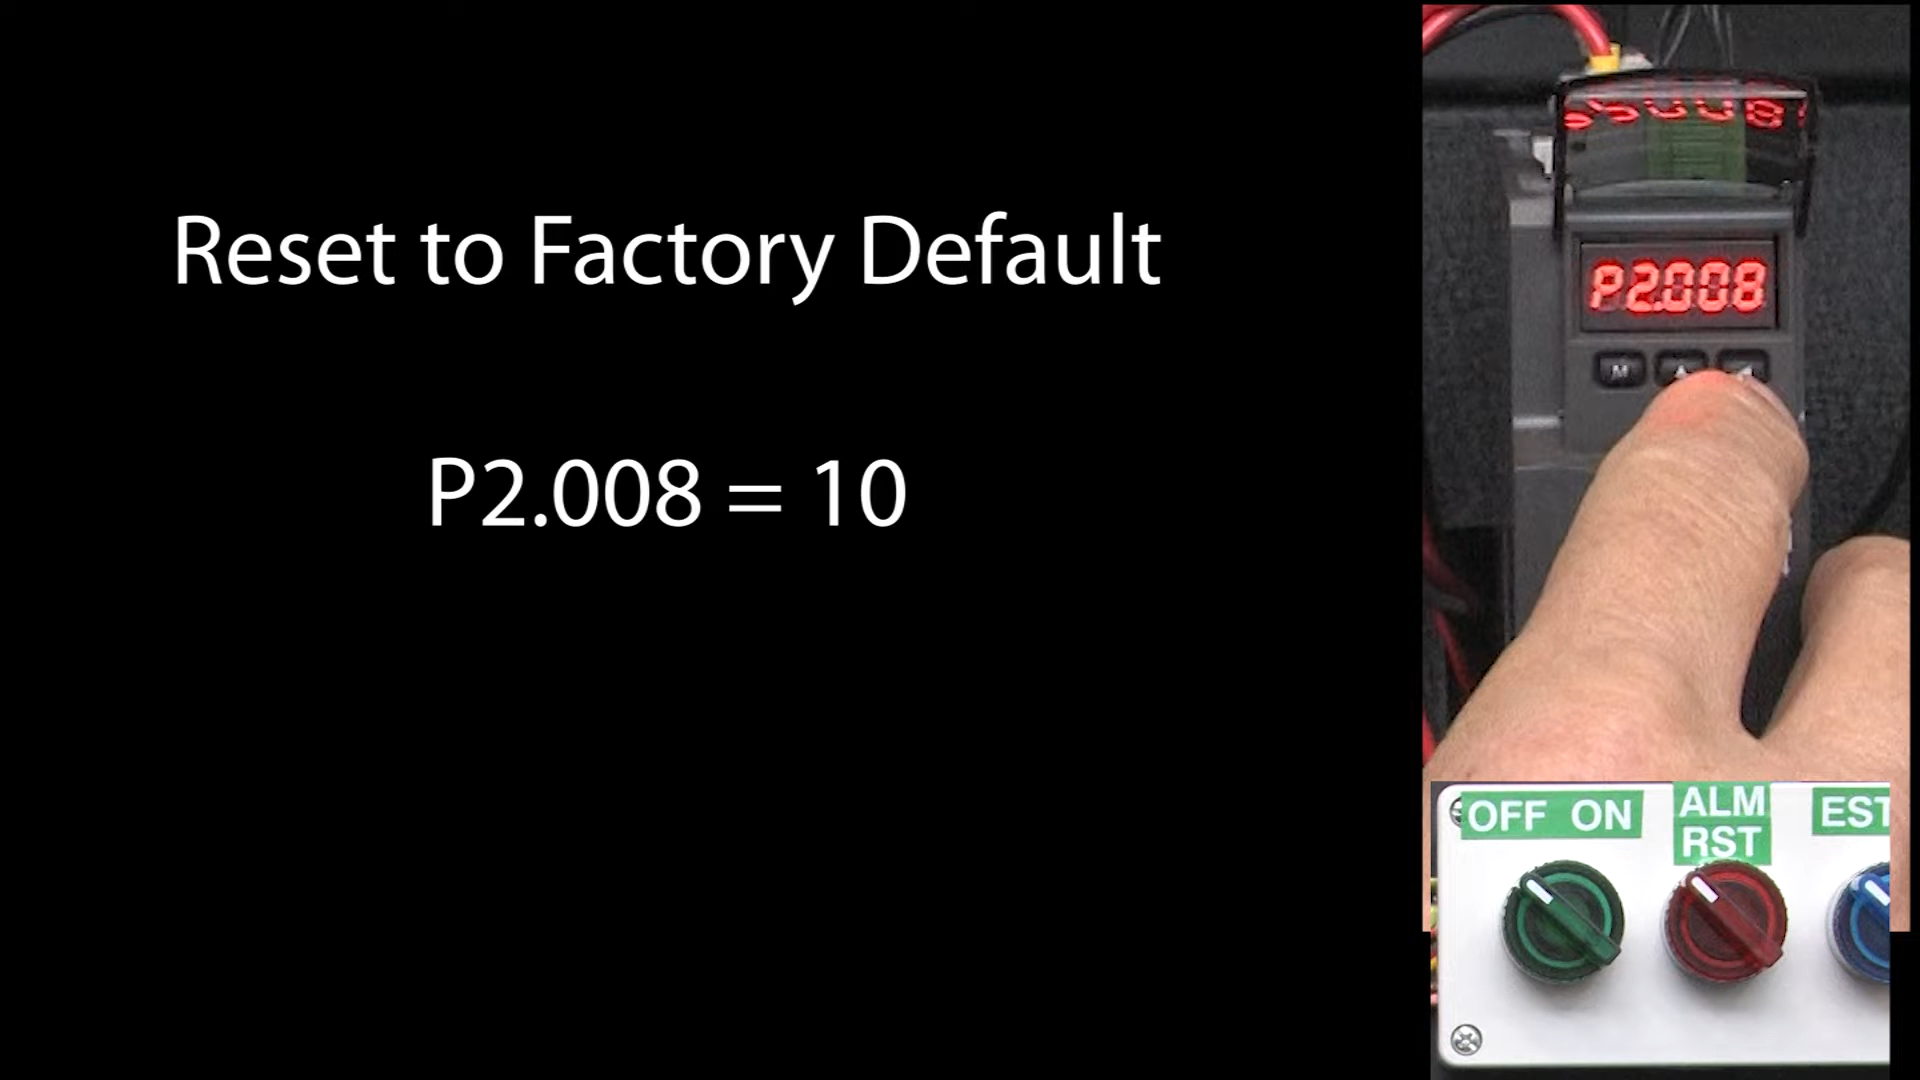 Reset to Factory Default
P2.008 = 10
P2.008
M
OFF ON
ALM
RST
EST